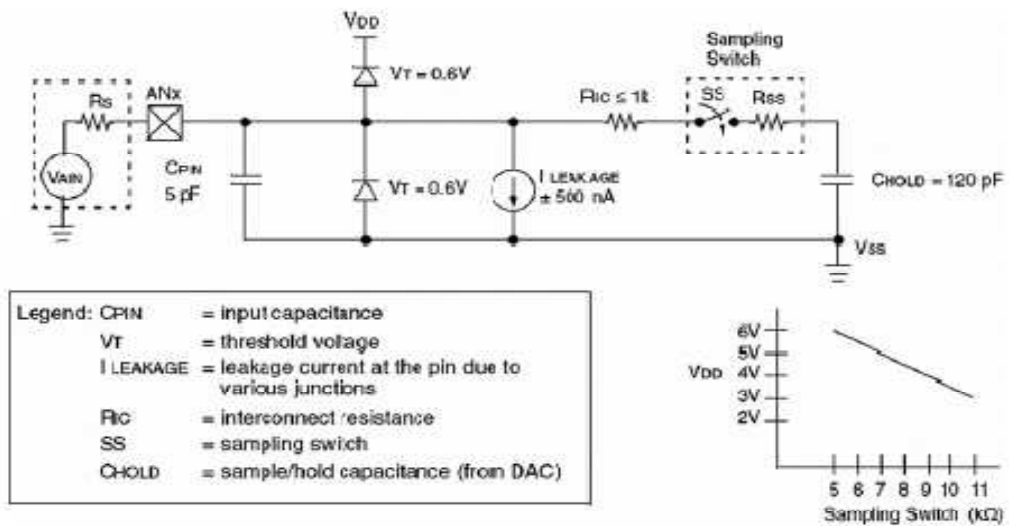 VDD
Sampling
Switch
VT = 0.6V
RS
ANx
RIC ≤ 1k
SS
RSS
VAIN
CPIN
5 pF
VT = 0.6V
I LEAKAGE
± 500 nA
CHOLD = 120 pF
VSS
Legend: CPIN = input capacitance
VT = threshold voltage
I LEAKAGE = leakage current at the pin due to
various junctions
RIC = interconnect resistance
SS = sampling switch
CHOLD = sample/hold capacitance (from DAC)
6V
5V
VDD 4V
3V
2V
5 6 7 8 9 10 11
Sampling Switch (kΩ)